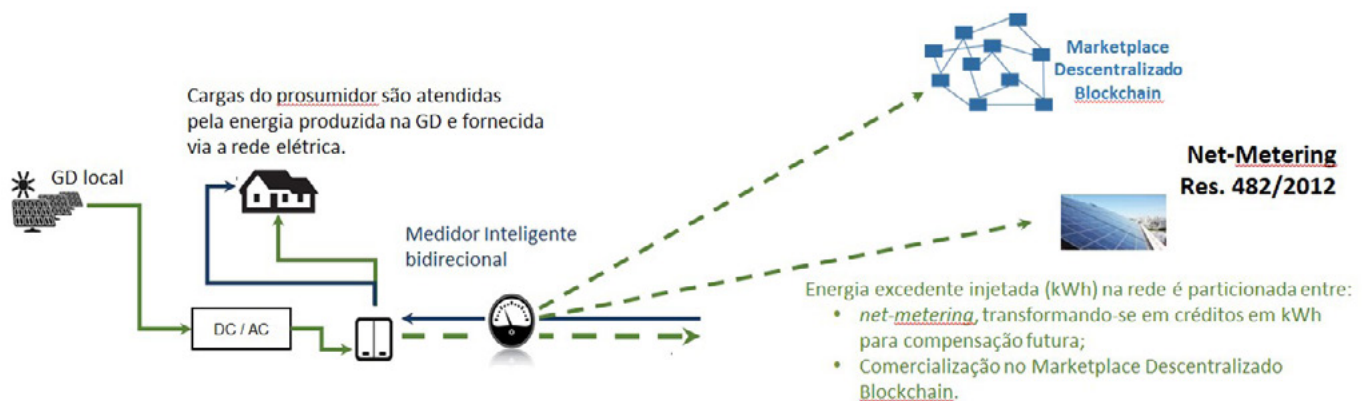 Marketplace
Descentralizado
Blockchain
Cargas do prosumidor são atendidas
pela energia produzida na GD e fornecida
via a rede elétrica.
Net-Metering
Res. 482/2012
GD local
Medidor Inteligente
bidirecional
Energia excedente injetada (kWh) na rede é particionada entre:
• net-metering, transformando-se em créditos em kWh
para compensação futura;
• Comercialização no Marketplace Descentralizado
Blockchain.
DC / AC